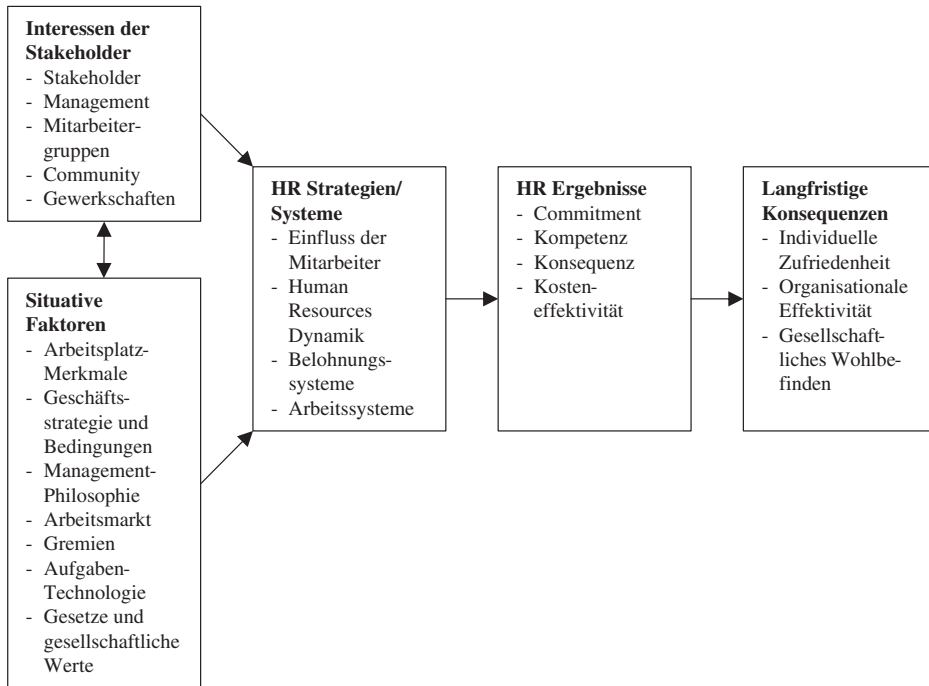 Interessen der
Stakeholder
- Stakeholder
- Management
- Mitarbeiter-
gruppen
- Community
- Gewerkschaften
Situative
Faktoren
- Arbeitsplatz-
Merkmale
- Geschäfts-
strategie und
Bedingungen
- Management-
Philosophie
- Arbeitsmarkt
- Gremien
- Aufgaben-
Technologie
- Gesetze und
gesellschaftliche
Werte
HR Strategien/
Systeme
- Einfluss der
Mitarbeiter
- Human
Resources
Dynamik
- Belohnungs-
systeme
- Arbeitssysteme
HR Ergebnisse
- Commitment
- Kompetenz
- Konsequenz
- Kosten-
effektivität
Langfristige
Konsequenzen
- Individuelle
Zufriedenheit
- Organisationale
Effektivität
- Gesellschaft-
liches Wohlbe-
finden